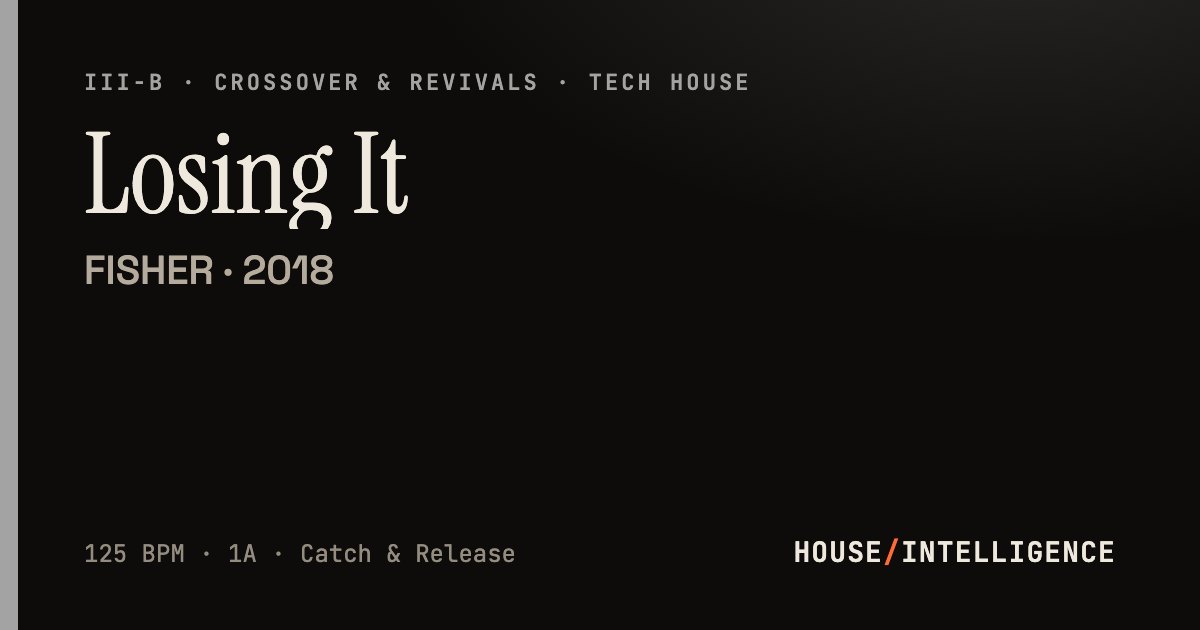 III-B · CROSSOVER & REVIVALS · TECH HOUSE
Losing It
FISHER · 2018
125 BPM · 1A · Catch & Release
HOUSE/INTELLIGENCE